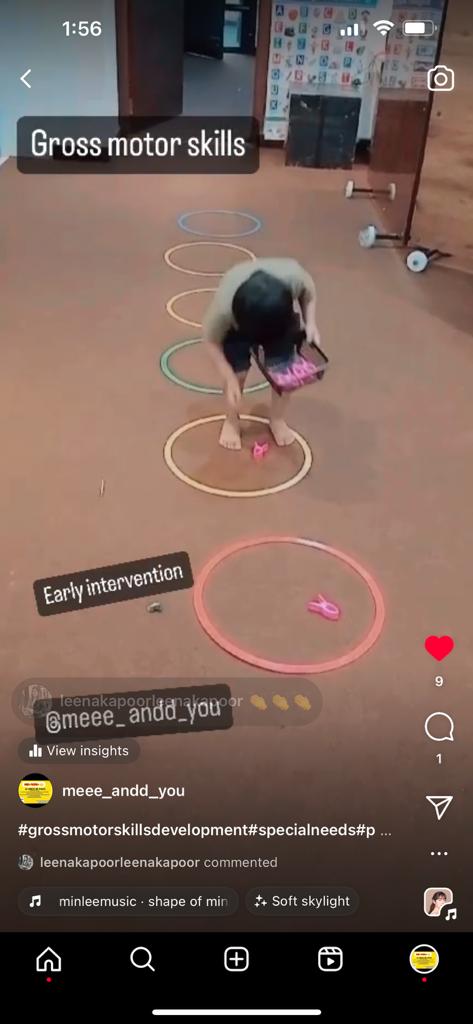 1:56
Gross motor skills
Early intervention
leenakapoorleenakapoor 👏👏👏
@meee_andd_you
View insights
9
1
meee_andd_you
#grossmotorskillsdevelopment#specialneeds#p ...
leenakapoorleenakapoor commented
minleemusic · shape of min
Soft skylight